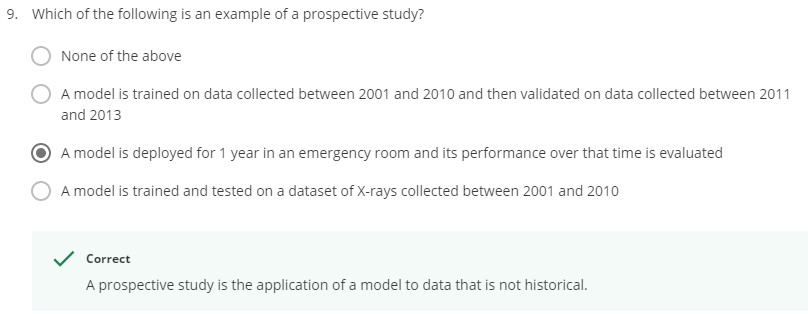 9. Which of the following is an example of a prospective study?
None of the above
A model is trained on data collected between 2001 and 2010 and then validated on data collected between 2011
and 2013
A model is deployed for 1 year in an emergency room and its performance over that time is evaluated
A model is trained and tested on a dataset of X-rays collected between 2001 and 2010
Correct
A prospective study is the application of a model to data that is not historical.